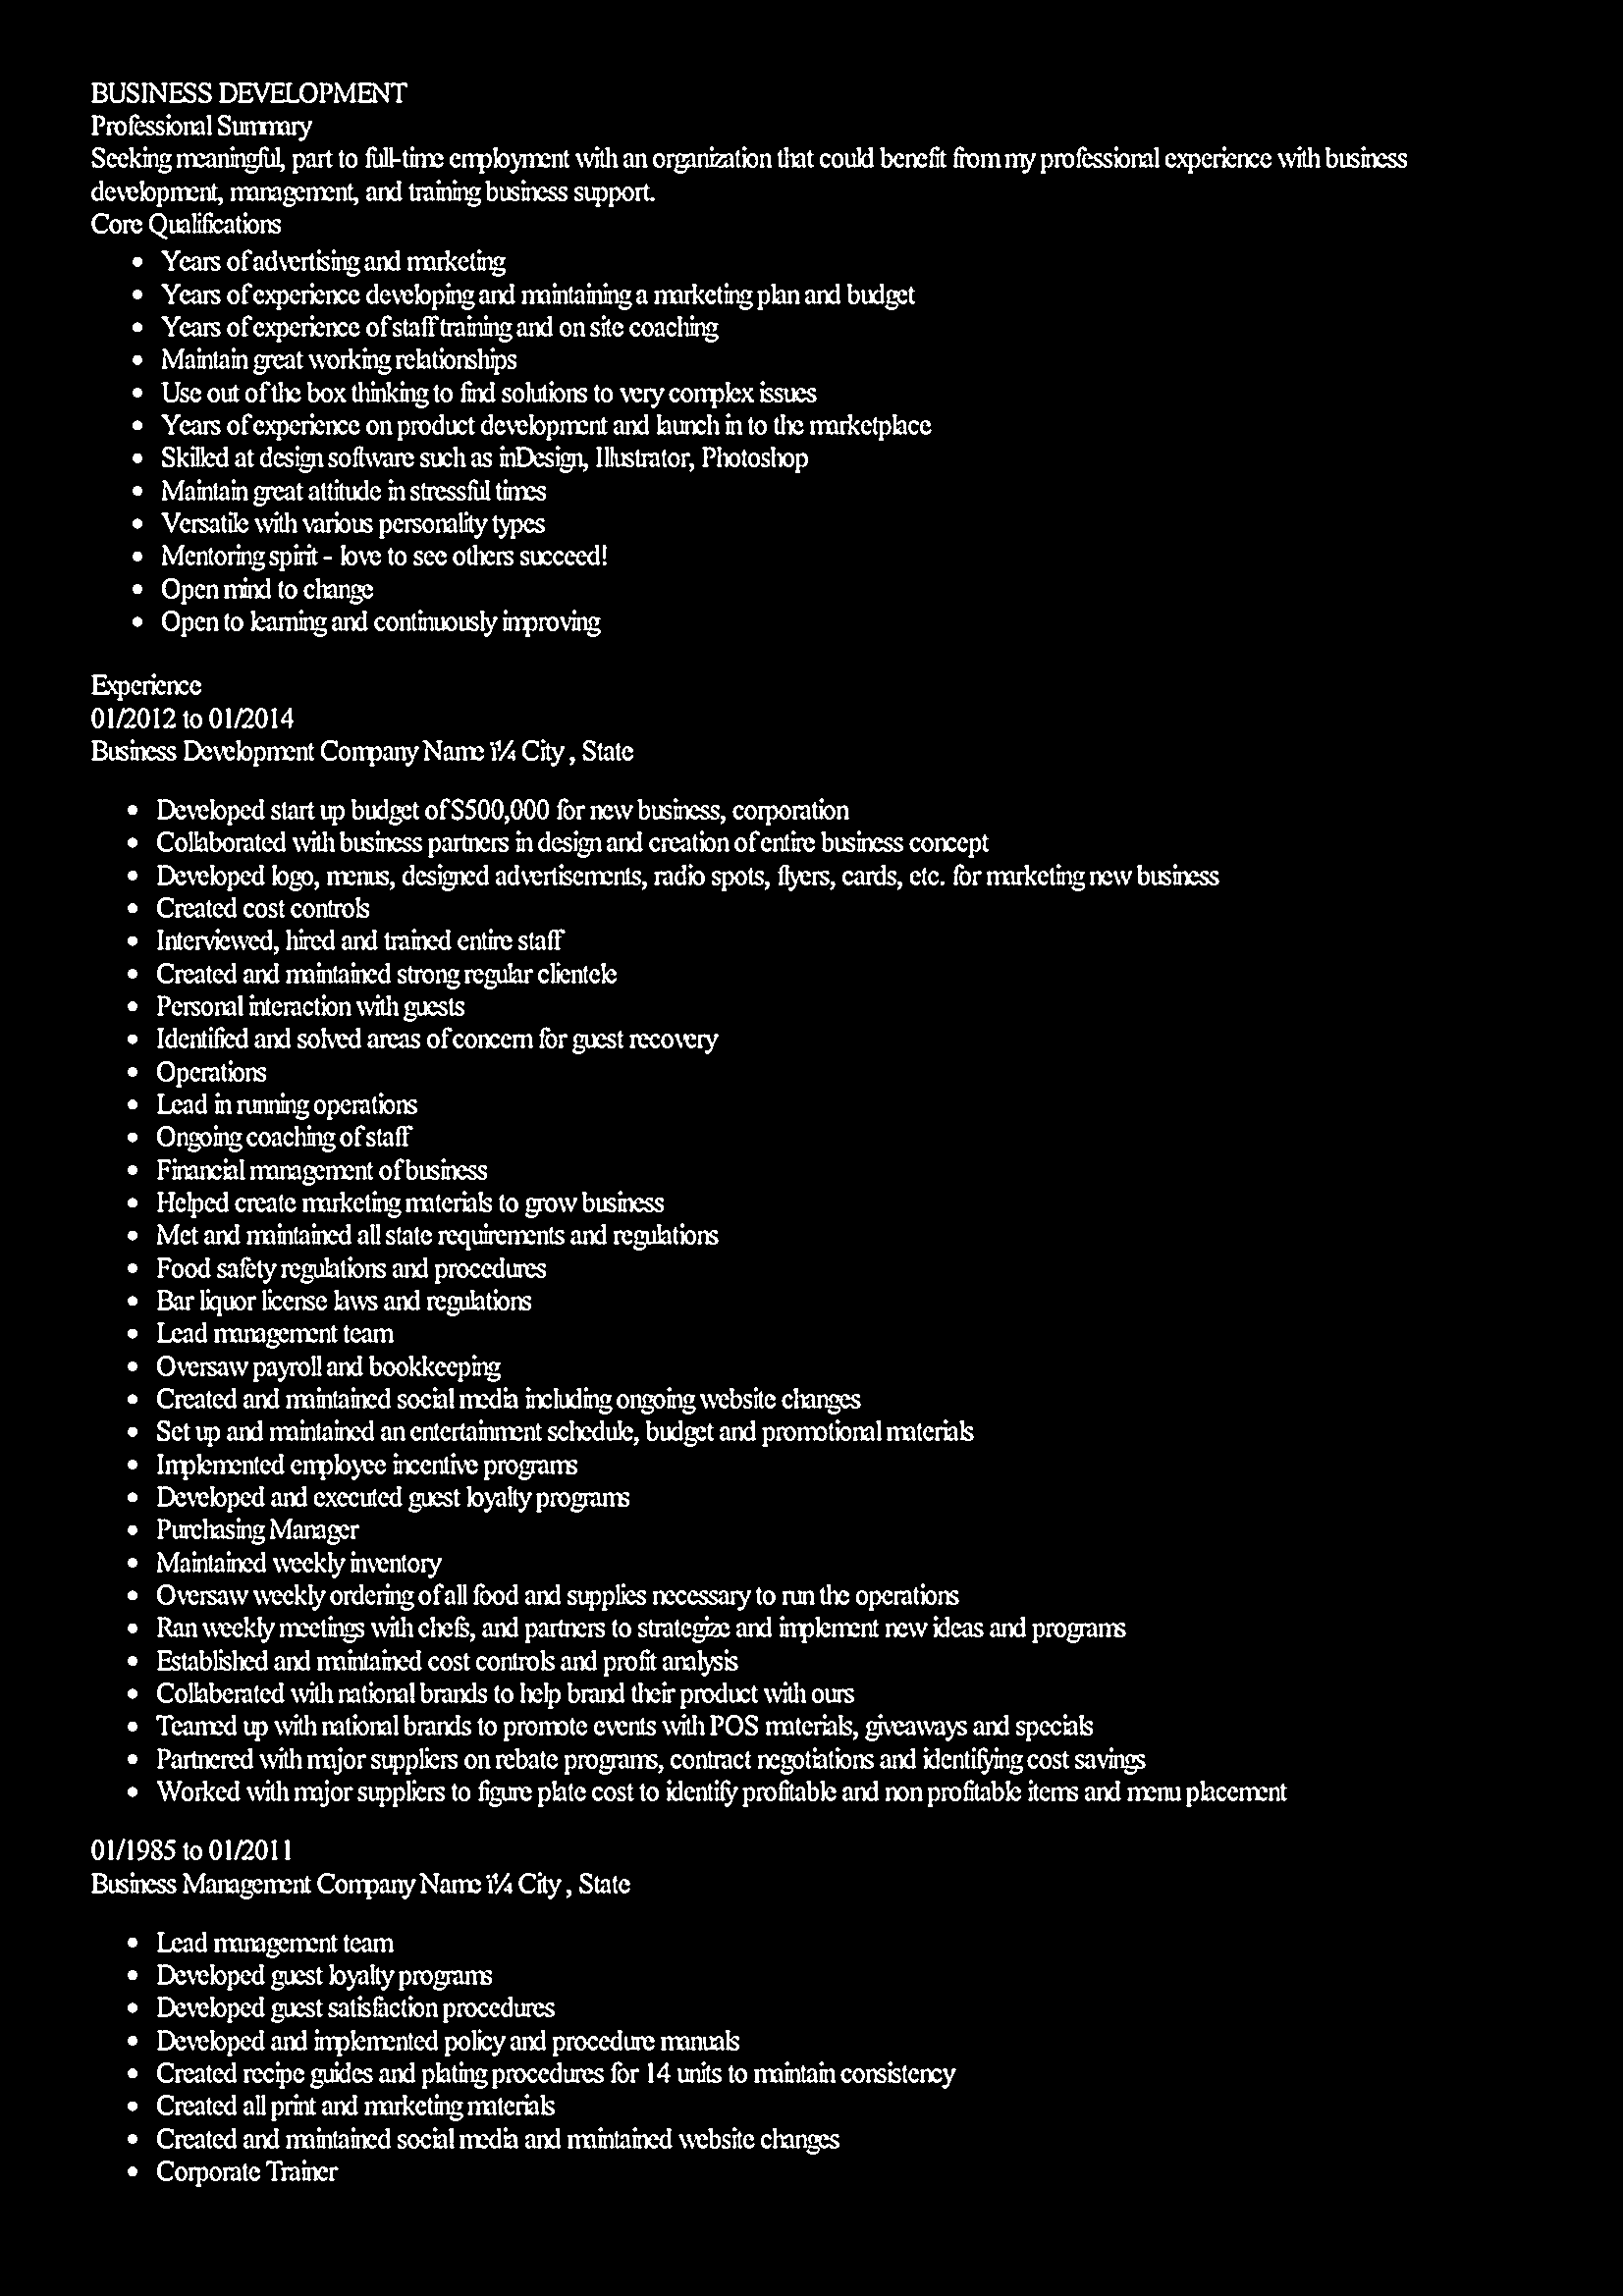 BUSINESS DEVELOPMENT
Professional Summary
Seeking meaningful, part to full-time employment with an organization that could benefit from my professional experience with business
development, management, and training business support.
Core Qualifications
• Years of advertising and marketing
• Years of experience developing and maintaining a marketing plan and budget
• Years of experience of staff training and on site coaching
• Maintain great working relationships
• Use out of the box thinking to find solutions to very complex issues
• Years of experience on product development and launch in to the marketplace
• Skilled at design software such as inDesign, Illustrator, Photoshop
• Maintain great attitude in stressful times
• Versatile with various personality types
• Mentoring spirit - love to see others succeed!
• Open mind to change
• Open to learning and continuously improving
Experience
01/2012 to 01/2014
Business Development Company Name ï¼ City , State
• Developed start up budget of $500,000 for new business, corporation
• Collaborated with business partners in design and creation of entire business concept
• Developed logo, menus, designed advertisements, radio spots, flyers, cards, etc. for marketing new business
• Created cost controls
• Interviewed, hired and trained entire staff
• Created and maintained strong regular clientele
• Personal interaction with guests
• Identified and solved areas of concern for guest recovery
• Operations
• Lead in running operations
• Ongoing coaching of staff
• Financial management of business
• Helped create marketing materials to grow business
• Met and maintained all state requirements and regulations
• Food safety regulations and procedures
• Bar liquor license laws and regulations
• Lead management team
• Oversaw payroll and bookkeeping
• Created and maintained social media including ongoing website changes
• Set up and maintained an entertainment schedule, budget and promotional materials
• Implemented employee incentive programs
• Developed and executed guest loyalty programs
• Purchasing Manager
• Maintained weekly inventory
• Oversaw weekly ordering of all food and supplies necessary to run the operations
• Ran weekly meetings with chefs, and partners to strategize and implement new ideas and programs
• Established and maintained cost controls and profit analysis
• Collaberated with national brands to help brand their product with ours
• Teamed up with national brands to promote events with POS materials, giveaways and specials
• Partnered with major suppliers on rebate programs, contract negotiations and identifying cost savings
• Worked with major suppliers to figure plate cost to identify profitable and non profitable items and menu placement
01/1985 to 01/2011
Business Management Company Name ï¼ City , State
• Lead management team
• Developed guest loyalty programs
• Developed guest satisfaction procedures
• Developed and implemented policy and procedure manuals
• Created recipe guides and plating procedures for 14 units to maintain consistency
• Created all print and marketing materials
• Created and maintained social media and maintained website changes
• Corporate Trainer